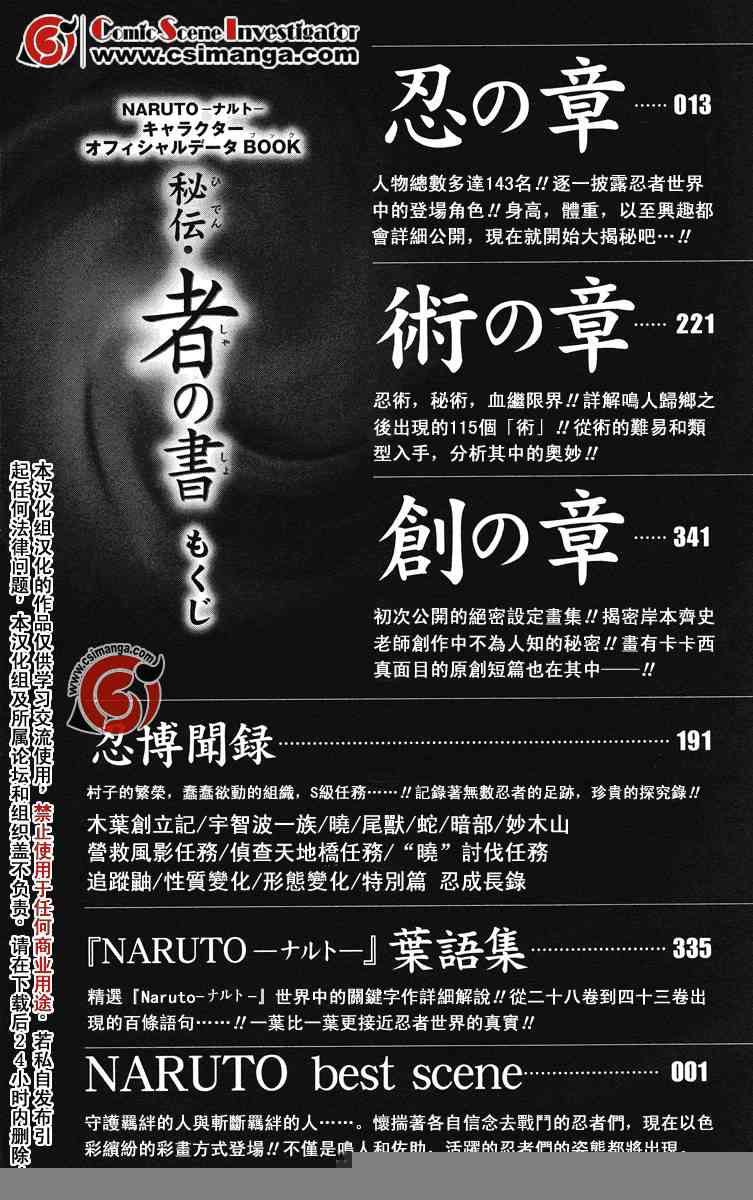 Comic Scene Investigator
www.csimanga.com
NARUTO－ナルト－
キャラクター
オフィシャルデータBOOK
ブック
秘伝・者の書 もくじ
ひでん
しゃ
しょ
忍の章……013
人物總數多達143名!!逐一披露忍者世界
中的登場角色!!身高，體重，以至興趣都
會詳細公開，現在就開始大揭秘吧…!!
術の章……221
忍術，秘術，血繼限界!!詳解鳴人歸鄉之
後出現的115個「術」!!從術的難易和類
型入手，分析其中的奧妙!!
創の章……341
初次公開的絕密設定畫集!!揭密岸本齊史
老師創作中不為人知的秘密!!畫有卡卡西
真面目的原創短篇也在其中——!!
www.csimanga.com
忍博聞録……191
村子的繁榮，蠢蠢欲動的組織，S級任務……!!記錄著無數忍者的足跡，珍貴的探究錄!!
木葉創立記/宇智波一族/曉/尾獸/蛇/暗部/妙木山
營救風影任務/偵查天地橋任務/“曉”討伐任務
追蹤鼬/性質變化/形態變化/特別篇 忍成長錄
『NARUTO－ナルト－』葉語集……335
精選『Naruto－ナルト－』世界中的關鍵字作詳細解說!!從二十八卷到四十三卷出
現的百條語句……!!一葉比一葉更接近忍者世界的真實!!
NARUTO best scene……001
守護羈絆的人與斬斷羈絆的人……。懷揣著各自信念去戰鬥的忍者們，現在以色
彩繽紛的彩畫方式登場!!不僅是鳴人和佐助，活躍的忍者們的姿態都將出現。
本汉化组汉化的作品仅供学习交流使用，禁止使用于任何商业用途。若私自发布引
起任何法律问题，本汉化组及所属论坛和组织盖不负责。请在下载后24小时内删除